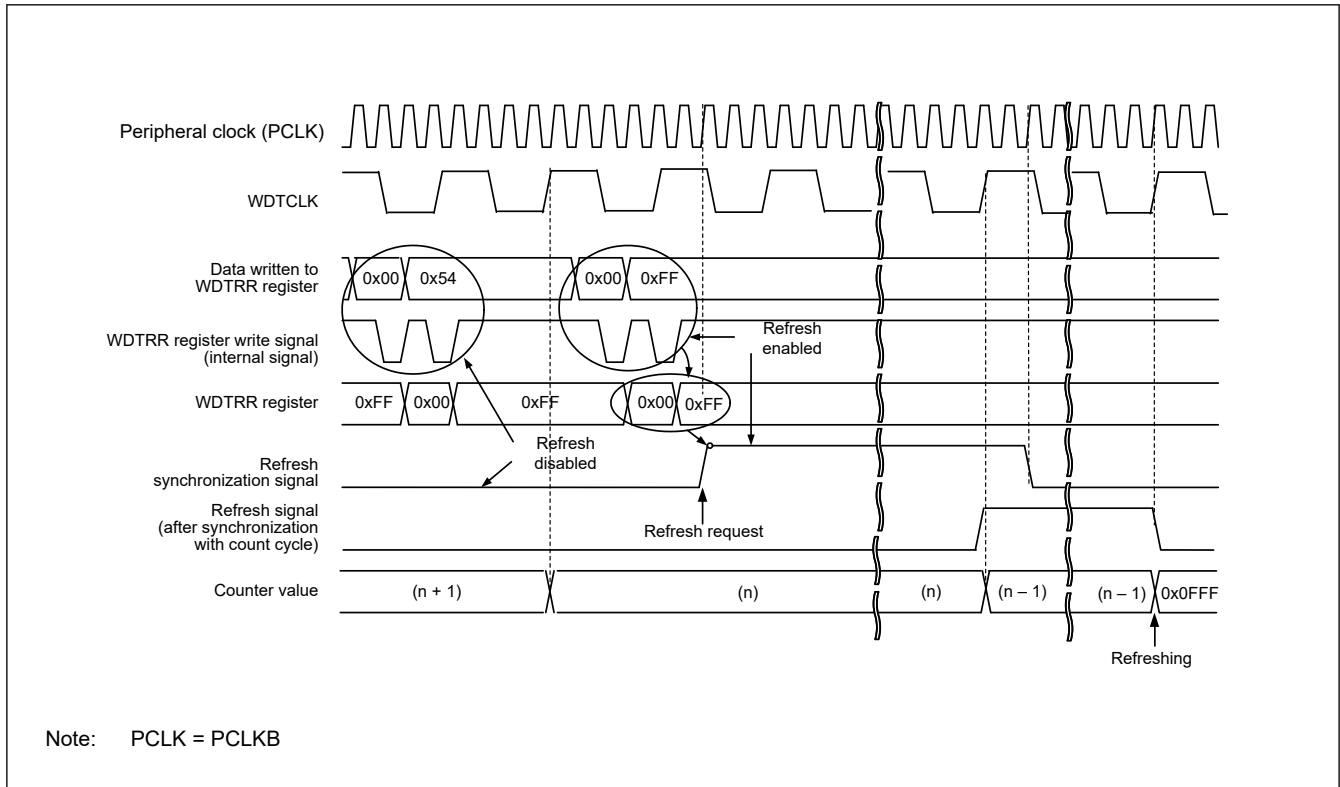 Peripheral clock (PCLK)
WDTCLK
Data written to
WDTRR register
0x00
0x54
0x00
0xFF
WDTRR register write signal
(internal signal)
Refresh
enabled
WDTRR register
0xFF
0x00
0xFF
0x00
0xFF
Refresh
disabled
Refresh
synchronization signal
Refresh request
Refresh signal
(after synchronization
with count cycle)
Counter value
(n + 1)
(n)
(n)
(n – 1)
(n – 1)
0x0FFF
Refreshing
Note: PCLK = PCLKB